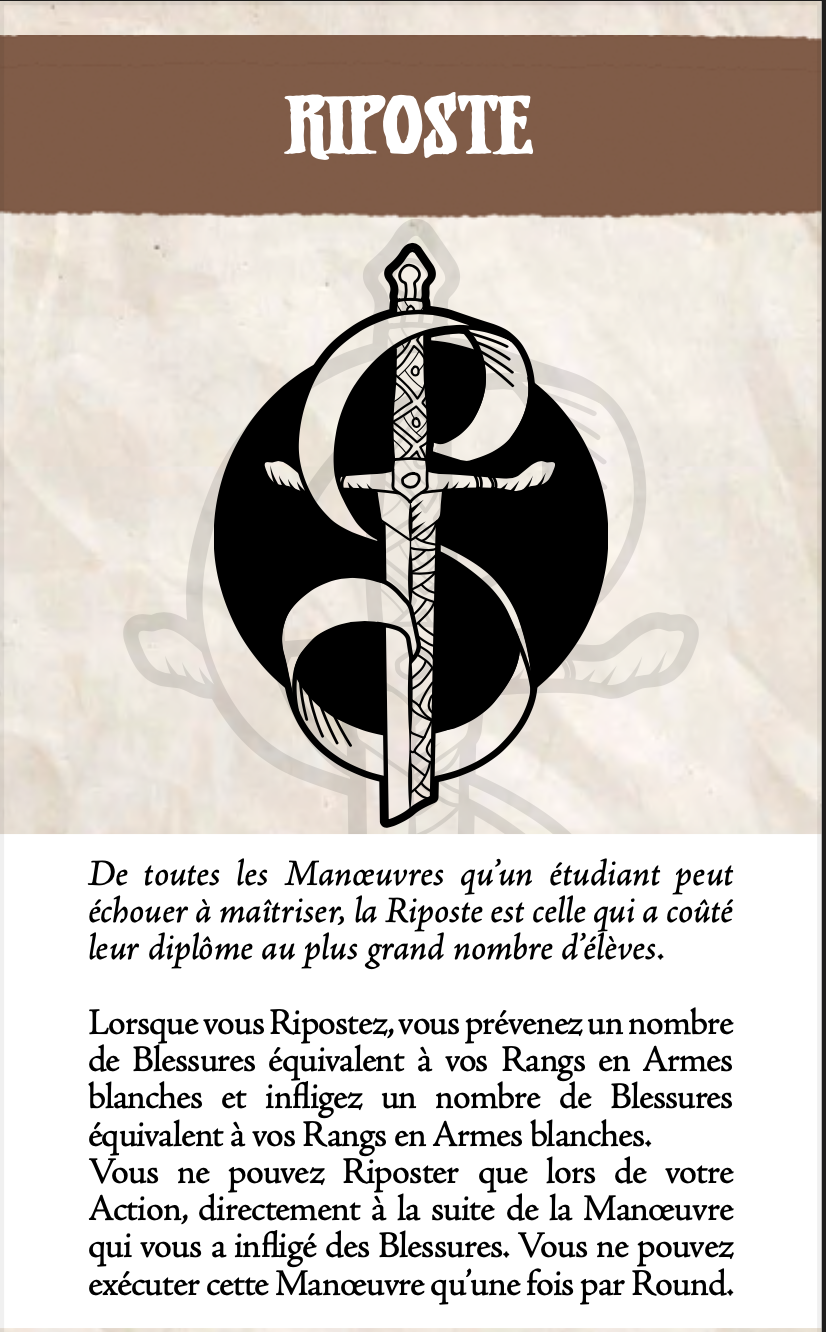 RIPOSTE
De toutes les Manœuvres qu’un étudiant peut
échouer à maîtriser, la Riposte est celle qui a coûté
leur diplôme au plus grand nombre d’élèves.
Lorsque vous Ripostez, vous prévenez un nombre
de Blessures équivalent à vos Rangs en Armes
blanches et infligez un nombre de Blessures
équivalent à vos Rangs en Armes blanches.
Vous ne pouvez Riposter que lors de votre
Action, directement à la suite de la Manœuvre
qui vous a infligé des Blessures. Vous ne pouvez
exécuter cette Manœuvre qu’une fois par Round.